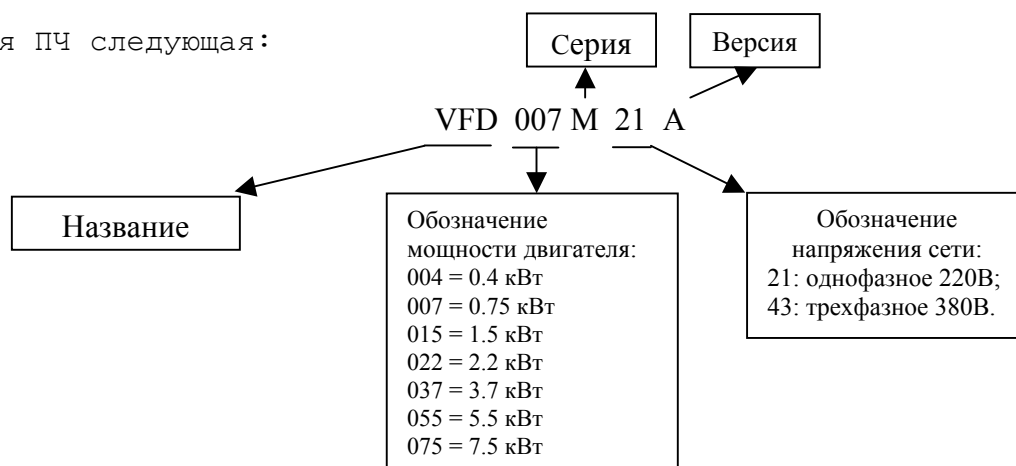 я ПЧ следующая:
Серия
Версия
VFD 007 M 21 A
Название
Обозначение
мощности двигателя:
004 = 0.4 кВт
007 = 0.75 кВт
015 = 1.5 кВт
022 = 2.2 кВт
037 = 3.7 кВт
055 = 5.5 кВт
075 = 7.5 кВт
Обозначение
напряжения сети:
21: однофазное 220В;
43: трехфазное 380В.